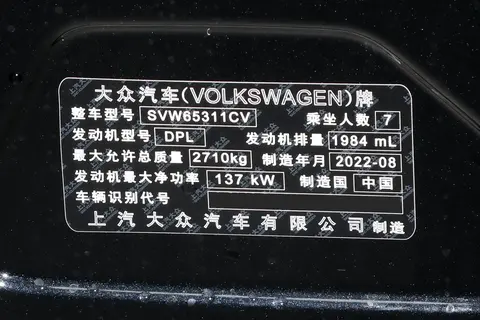 大众汽车(VOLKSWAGEN)牌
整车型号 SVW65311CV 乘坐人数 7
发动机型号 DPL 发动机排量 1984 mL
最大允许总质量 2710kg 制造年月 2022-08
发动机最大净功率 137 kW 制造国 中国
车辆识别代号
上汽大众汽车有限公司 制造